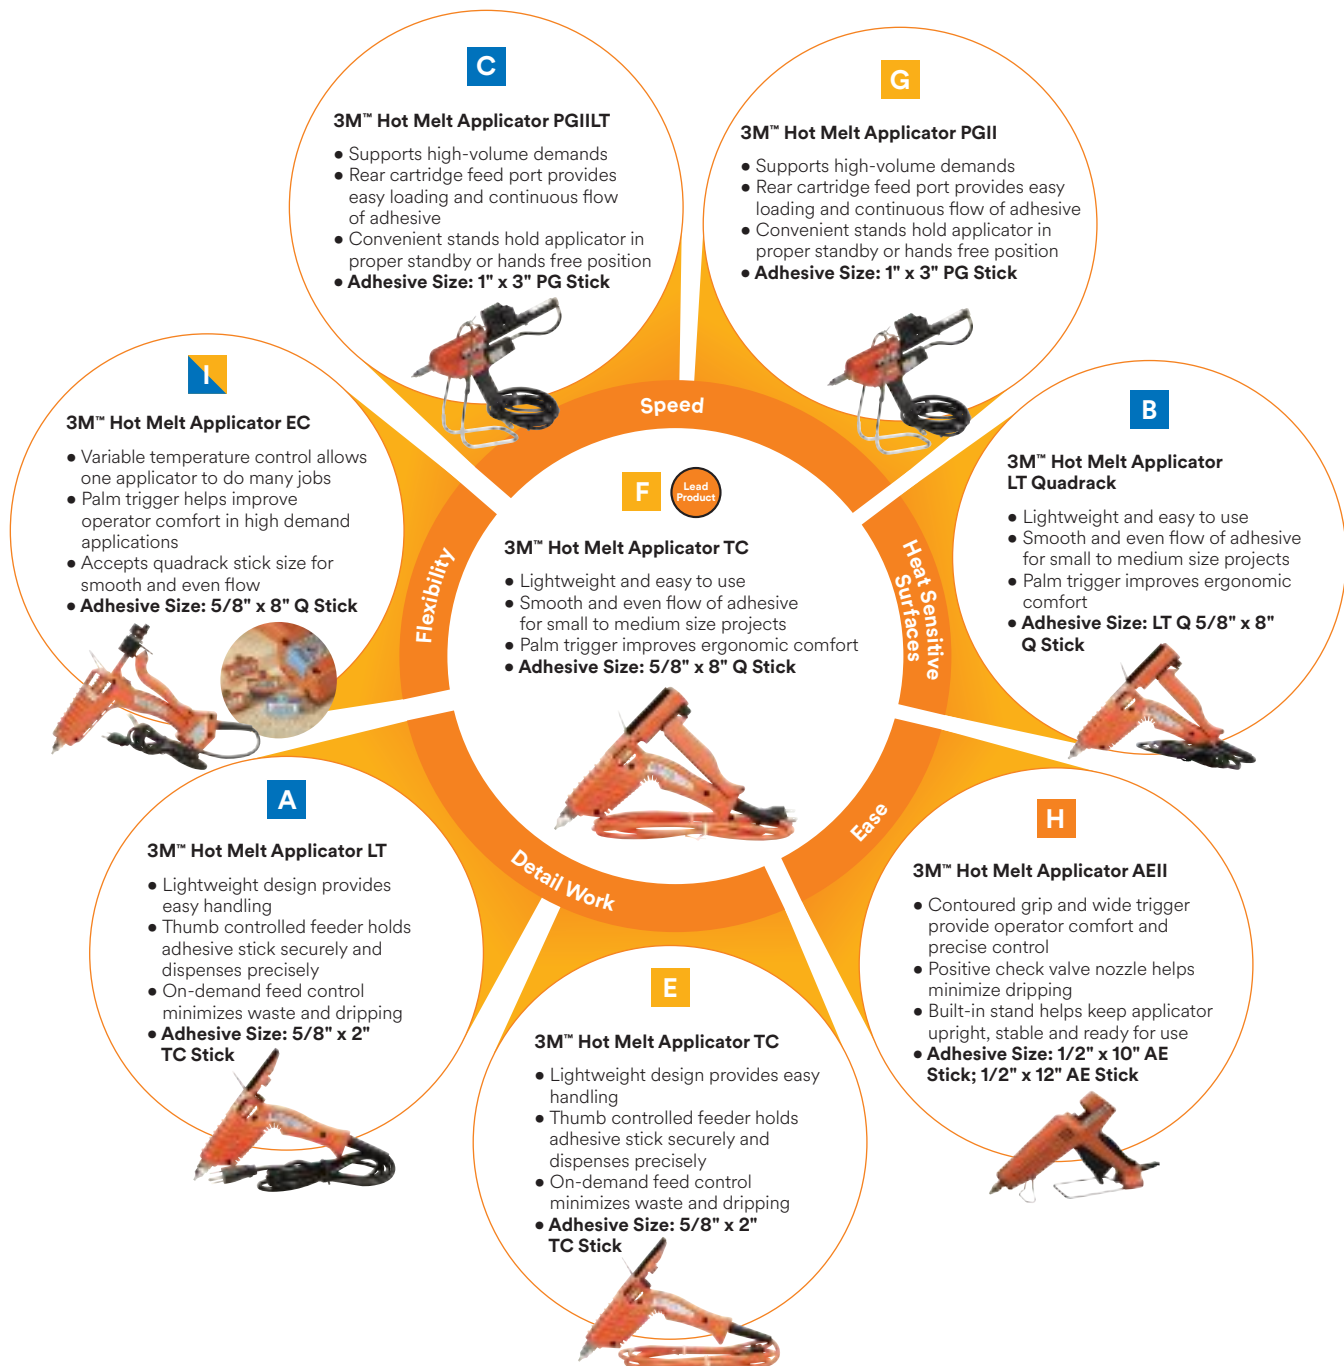 C
3M™ Hot Melt Applicator PGIILT
● Supports high-volume demands
● Rear cartridge feed port provides
easy loading and continuous flow
of adhesive
● Convenient stands hold applicator in
proper standby or hands free position
● Adhesive Size: 1" x 3" PG Stick
G
3M™ Hot Melt Applicator PGII
● Supports high-volume demands
● Rear cartridge feed port provides easy
loading and continuous flow of adhesive
● Convenient stands hold applicator in
proper standby or hands free position
● Adhesive Size: 1" x 3" PG Stick
I
3M™ Hot Melt Applicator EC
● Variable temperature control allows
one applicator to do many jobs
● Palm trigger helps improve
operator comfort in high demand
applications
● Accepts quadrack stick size for
smooth and even flow
● Adhesive Size: 5/8" x 8" Q Stick
B
3M™ Hot Melt Applicator
LT Quadrack
● Lightweight and easy to use
● Smooth and even flow of adhesive
for small to medium size projects
● Palm trigger improves ergonomic
comfort
● Adhesive Size: LT Q 5/8" x 8"
Q Stick
Speed
Flexibility
Heat Sensitive
Surfaces
Ease
Detail Work
F
Lead
Product
3M™ Hot Melt Applicator TC
● Lightweight and easy to use
● Smooth and even flow of adhesive
for small to medium size projects
● Palm trigger improves ergonomic comfort
● Adhesive Size: 5/8" x 8" Q Stick
A
3M™ Hot Melt Applicator LT
● Lightweight design provides
easy handling
● Thumb controlled feeder holds
adhesive stick securely and
dispenses precisely
● On-demand feed control
minimizes waste and dripping
● Adhesive Size: 5/8" x 2"
TC Stick
E
3M™ Hot Melt Applicator TC
● Lightweight design provides easy
handling
● Thumb controlled feeder holds
adhesive stick securely and
dispenses precisely
● On-demand feed control
minimizes waste and dripping
● Adhesive Size: 5/8" x 2"
TC Stick
H
3M™ Hot Melt Applicator AEII
● Contoured grip and wide trigger
provide operator comfort and
precise control
● Positive check valve nozzle helps
minimize dripping
● Built-in stand helps keep applicator
upright, stable and ready for use
● Adhesive Size: 1/2" x 10" AE
Stick; 1/2" x 12" AE Stick